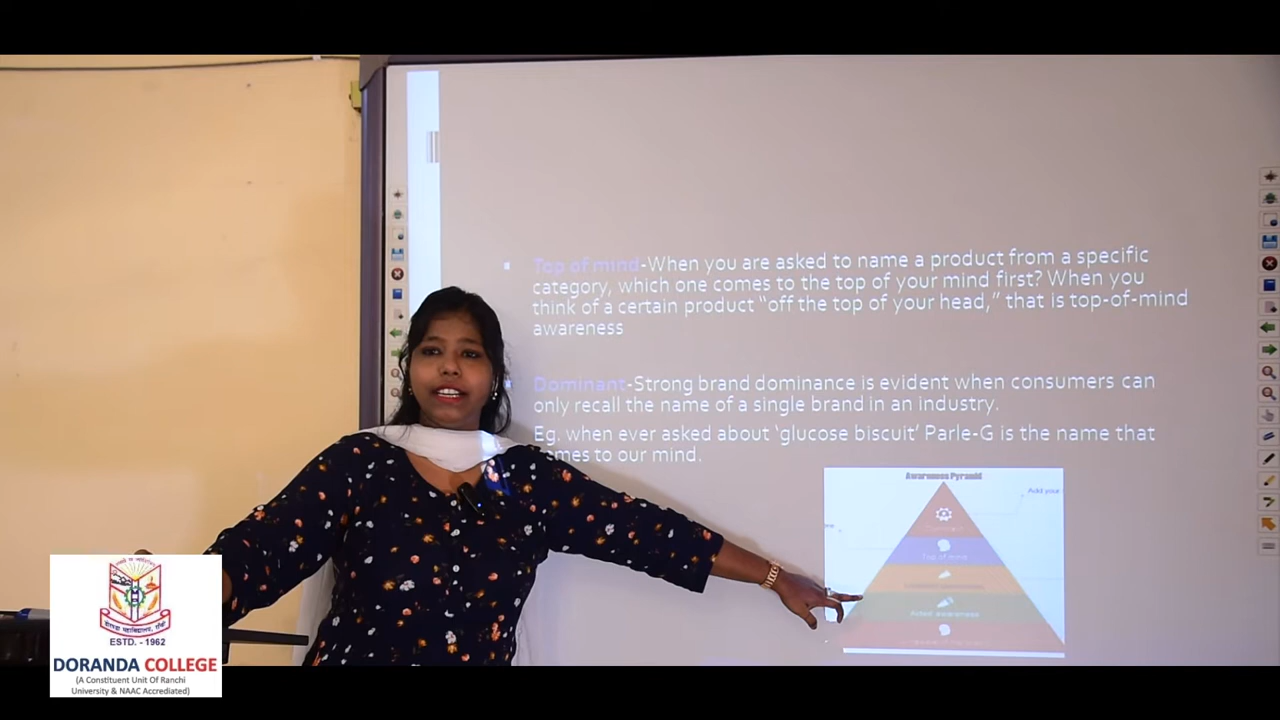 Top of mind-When you are asked to name a product from a specific
category, which one comes to the top of your mind first? When you
think of a certain product “off the top of your head,” that is top-of-mind
awareness
Dominant-Strong brand dominance is evident when consumers can
only recall the name of a single brand in an industry.
Eg. when ever asked about ‘glucose biscuit’ Parle-G is the name that
comes to our mind.
Awareness Pyramid
Add your
Top of mind
Aided awareness
ESTD. - 1962
DORANDA COLLEGE
(A Constituent Unit Of Ranchi
University & NAAC Accredited)